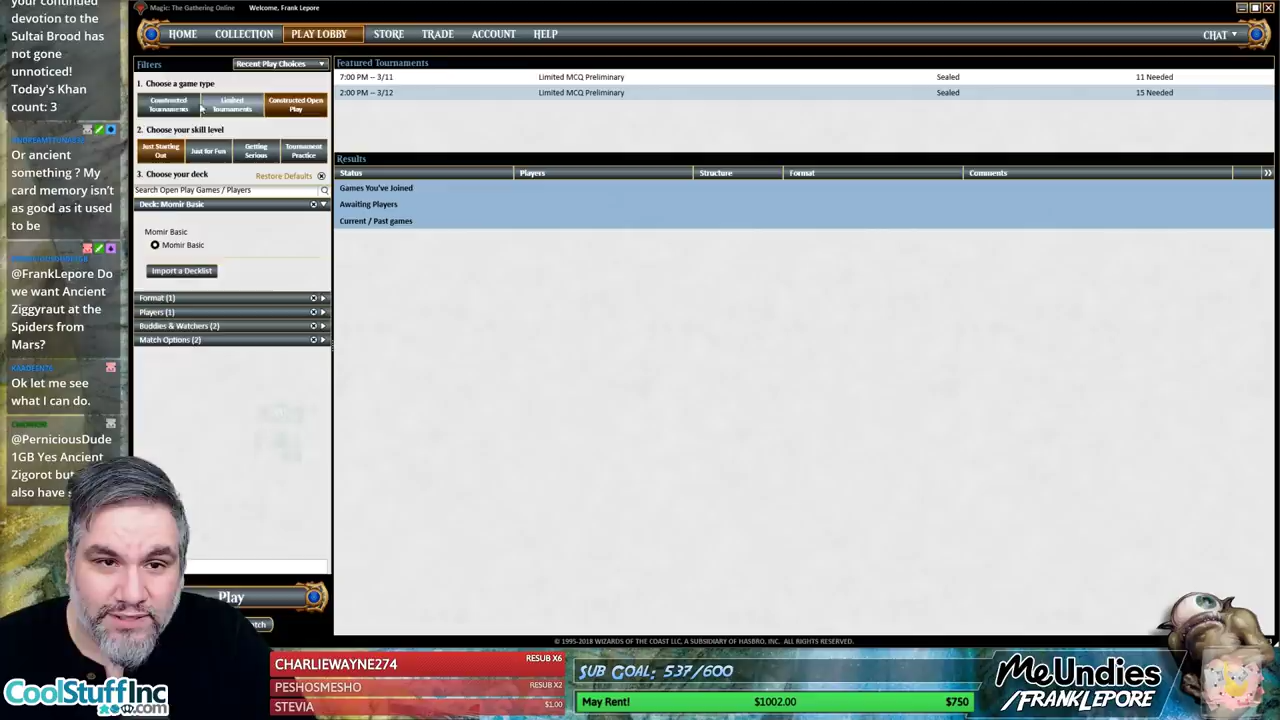 your continued
devotion to the
Sultai Brood has
not gone
unnoticed!
Today's Khan
count: 3
Or ancient
something ? My
card memory isn't
as good as it used
to be
@FrankLepore Do
we want Ancient
Ziggyraut at the
Spiders from
Mars?
Ok let me see
what I can do.
@PerniciousDude
1GB Yes Ancient
Zigorot but
also have
Magic: The Gathering Online
Welcome, Frank Lepore
HOME
COLLECTION
PLAY LOBBY
STORE
TRADE
ACCOUNT
HELP
CHAT
Filters
Recent Play Choices
1. Choose a game type
Constructed Tournaments
Limited Tournaments
Constructed Open Play
2. Choose your skill level
Just Starting Out
Just for Fun
Getting Serious
Tournament Practice
3. Choose your deck
Restore Defaults
Search Open Play Games / Players
Deck: Momir Basic
Momir Basic
Momir Basic
Import a Decklist
Format (1)
Players (1)
Buddies & Watchers (2)
Match Options (2)
Play
Featured Tournaments
7:00 PM -- 3/11 Limited MCQ Preliminary Sealed 11 Needed
2:00 PM -- 3/12 Limited MCQ Preliminary Sealed 15 Needed
Results
Status Players Structure Format Comments
Games You've Joined
Awaiting Players
Current / Past games
© 1995-2018 WIZARDS OF THE COAST LLC, A SUBSIDIARY OF HASBRO, INC. ALL RIGHTS RESERVED.
CoolStuffInc
.com
CHARLIEWAYNE274 RESUB X6
PESHOSMESHO RESUB X2
STEVIA $1.00
SUB GOAL: 537/600
May Rent! $1002.00 $750
MeUndies
/FRANKLEPORE